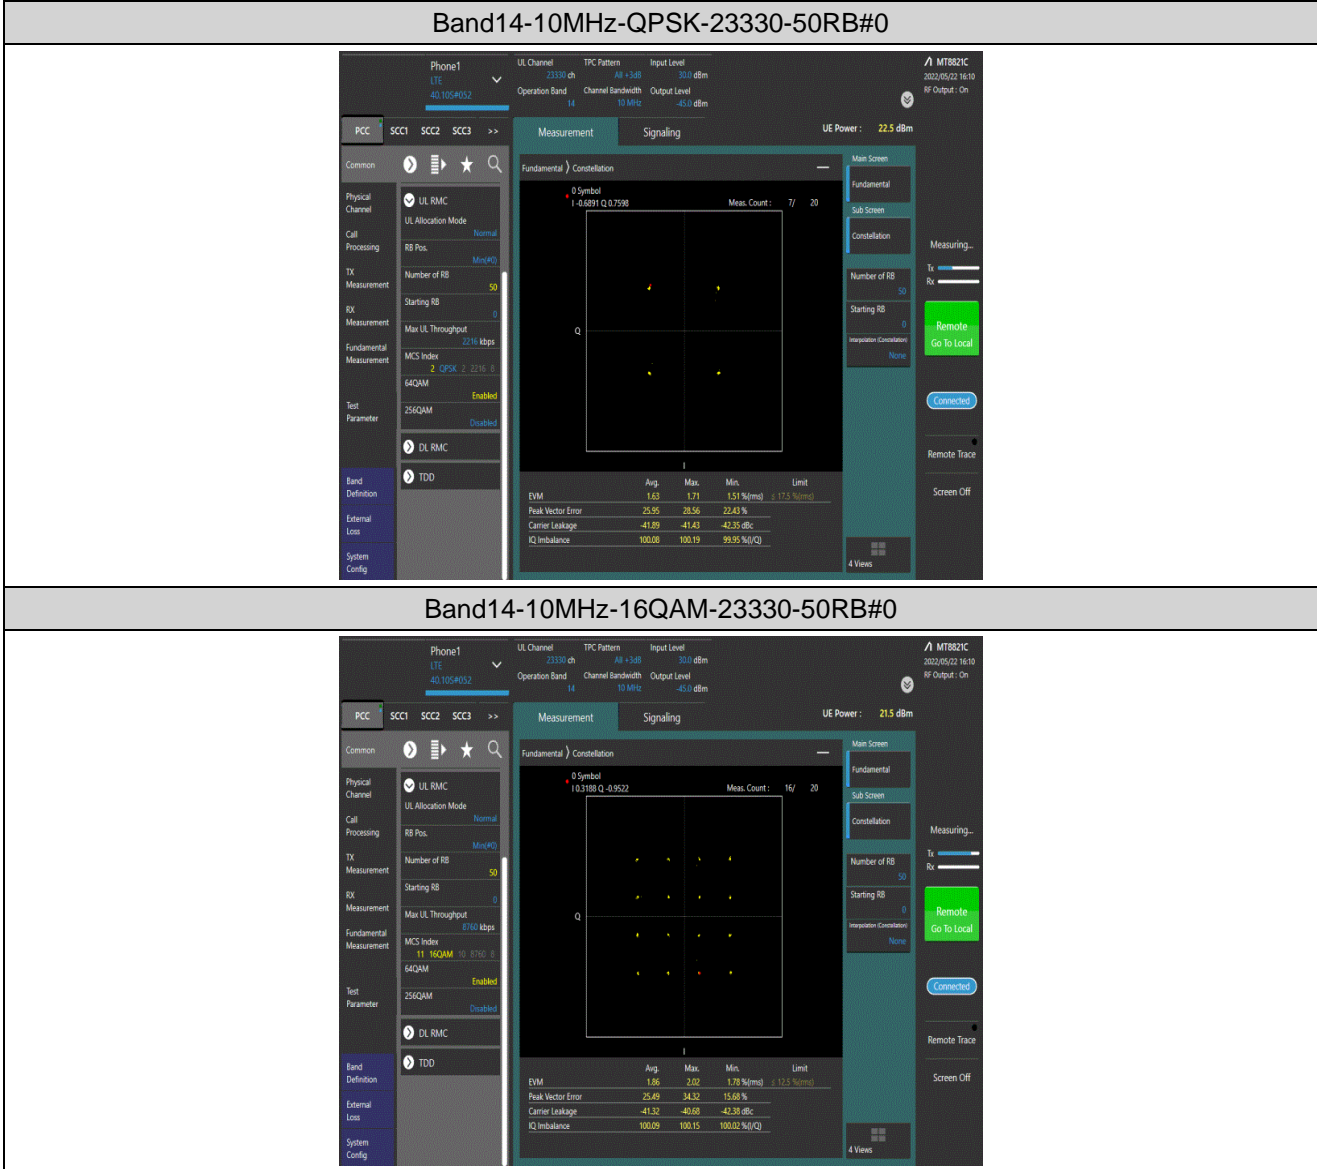 Band14-10MHz-QPSK-23330-50RB#0
Phone1
LTE
40.105#052
UL Channel TPC Pattern Input Level
23330 ch All +3dB 30.0 dBm
Operation Band Channel Bandwidth Output Level
14 10 MHz -45.0 dBm
MT8821C
2022/05/22 16:10
RF Output : On
PCC SCC1 SCC2 SCC3 >>
Measurement Signaling
UE Power : 22.5 dBm
Common
Physical Channel
Call Processing
TX Measurement
RX Measurement
Fundamental Measurement
Test Parameter
Band Definition
External Loss
System Config
UL RMC
UL Allocation Mode
Normal
RB Pos.
Min(#0)
Number of RB
50
Starting RB
0
Max UL Throughput
2216 kbps
MCS Index
2 QPSK 2 2216 8
64QAM
Enabled
256QAM
Disabled
DL RMC
TDD
Fundamental > Constellation
0 Symbol
I -0.6891 Q 0.7598
Meas. Count : 7/ 20
Q
I
Avg. Max. Min. Limit
EVM 1.63 1.71 1.51 %(rms) ≤ 17.5 %(rms)
Peak Vector Error 25.95 28.56 22.43 %
Carrier Leakage -41.89 -41.43 -42.35 dBc
IQ Imbalance 100.08 100.19 99.95 %(I/Q)
Main Screen
Fundamental
Sub Screen
Constellation
Number of RB
50
Starting RB
0
Interpolation (Constellation)
None
4 Views
Measuring...
Tx
Rx
Remote
Go To Local
Connected
Remote Trace
Screen Off
Band14-10MHz-16QAM-23330-50RB#0
Phone1
LTE
40.105#052
UL Channel TPC Pattern Input Level
23330 ch All +3dB 30.0 dBm
Operation Band Channel Bandwidth Output Level
14 10 MHz -45.0 dBm
MT8821C
2022/05/22 16:10
RF Output : On
PCC SCC1 SCC2 SCC3 >>
Measurement Signaling
UE Power : 21.5 dBm
Common
Physical Channel
Call Processing
TX Measurement
RX Measurement
Fundamental Measurement
Test Parameter
Band Definition
External Loss
System Config
UL RMC
UL Allocation Mode
Normal
RB Pos.
Min(#0)
Number of RB
50
Starting RB
0
Max UL Throughput
8760 kbps
MCS Index
11 16QAM 10 8760 8
64QAM
Enabled
256QAM
Disabled
DL RMC
TDD
Fundamental > Constellation
0 Symbol
I 0.3188 Q -0.9522
Meas. Count : 16/ 20
Q
I
Avg. Max. Min. Limit
EVM 1.86 2.02 1.78 %(rms) ≤ 12.5 %(rms)
Peak Vector Error 25.49 34.32 15.68 %
Carrier Leakage -41.32 -40.68 -42.38 dBc
IQ Imbalance 100.09 100.15 100.02 %(I/Q)
Main Screen
Fundamental
Sub Screen
Constellation
Number of RB
50
Starting RB
0
Interpolation (Constellation)
None
4 Views
Measuring...
Tx
Rx
Remote
Go To Local
Connected
Remote Trace
Screen Off